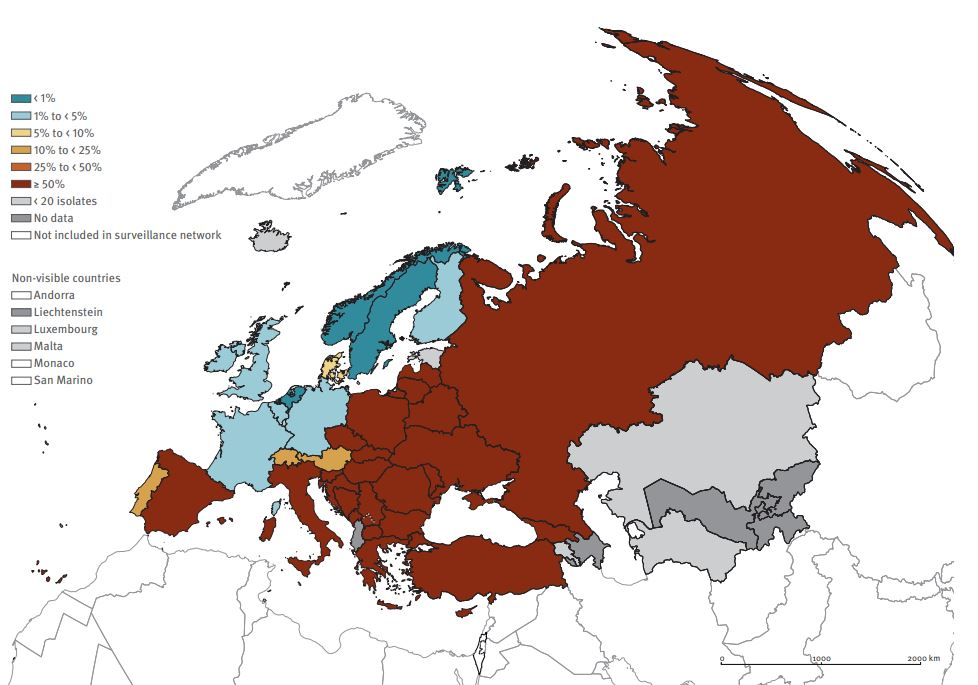 < 1%
1% to < 5%
5% to < 10%
10% to < 25%
25% to < 50%
≥ 50%
< 20 isolates
No data
Not included in surveillance network
Non-visible countries
Andorra
Liechtenstein
Luxembourg
Malta
Monaco
San Marino
0 1000 2000 km